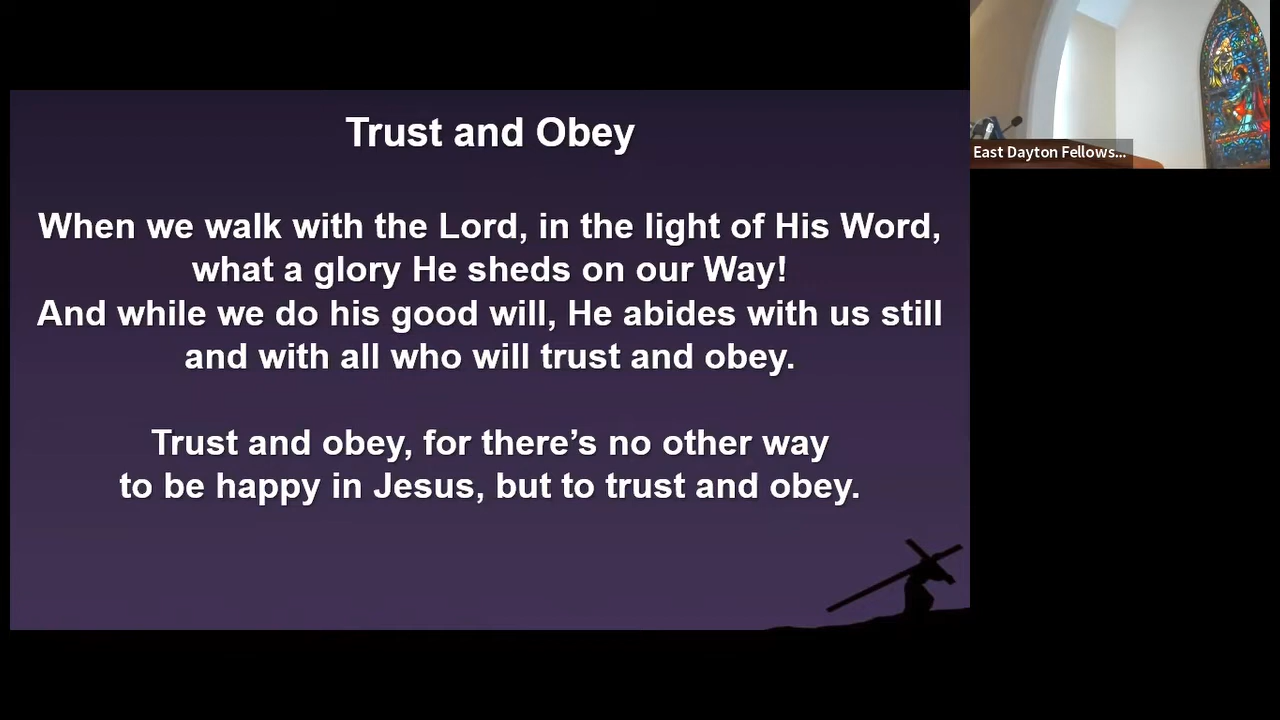 Trust and Obey
When we walk with the Lord, in the light of His Word,
what a glory He sheds on our Way!
And while we do his good will, He abides with us still
and with all who will trust and obey.
Trust and obey, for there’s no other way
to be happy in Jesus, but to trust and obey.
East Dayton Fellows...